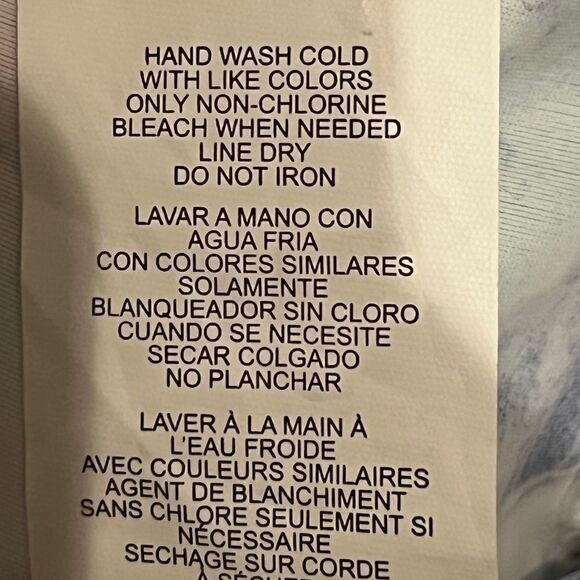 HAND WASH COLD
WITH LIKE COLORS
ONLY NON-CHLORINE
BLEACH WHEN NEEDED
LINE DRY
DO NOT IRON
LAVAR A MANO CON
AGUA FRIA
CON COLORES SIMILARES
SOLAMENTE
BLANQUEADOR SIN CLORO
CUANDO SE NECESITE
SECAR COLGADO
NO PLANCHAR
LAVER À LA MAIN À
L'EAU FROIDE
AVEC COULEURS SIMILAIRES
AGENT DE BLANCHIMENT
SANS CHLORE SEULEMENT SI
NÉCESSAIRE
SECHAGE SUR CORDE